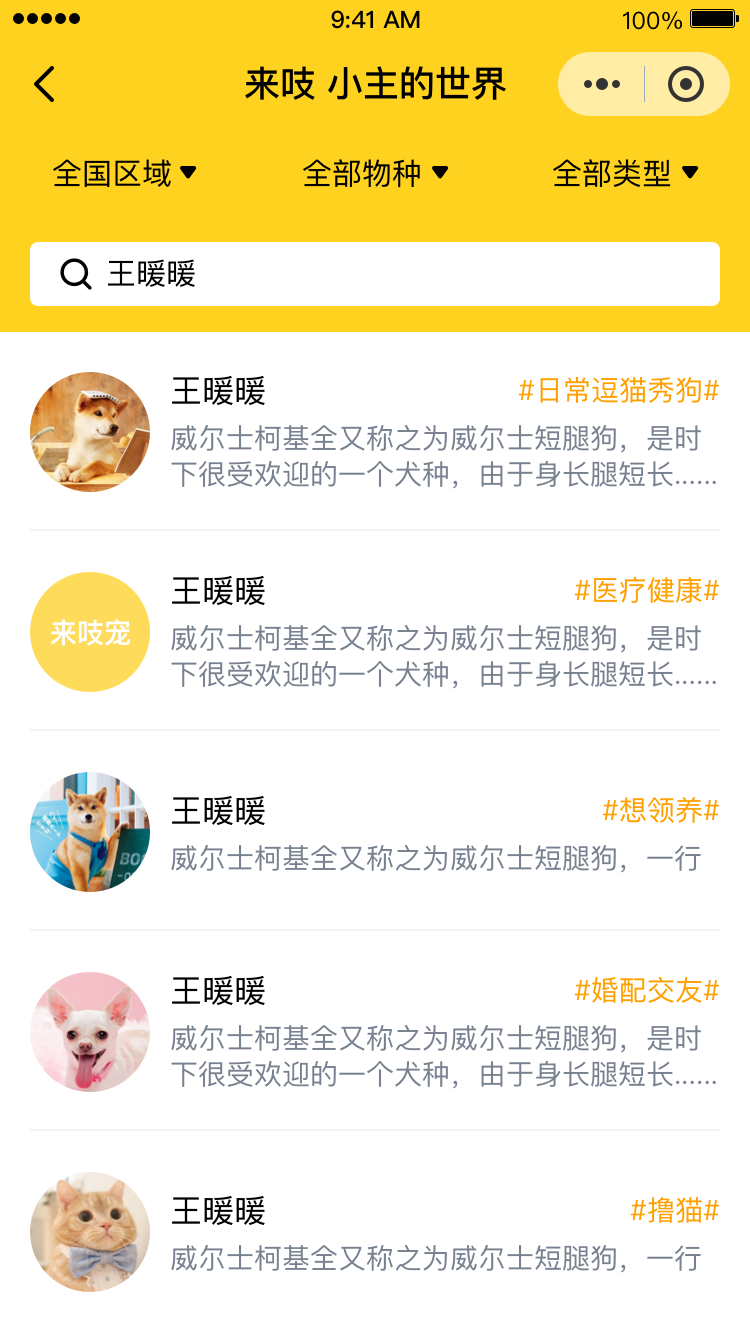 9:41 AM
100%
来吱 小主的世界
全国区域
全部物种
全部类型
王暖暖
王暖暖
#日常逗猫秀狗#
威尔士柯基全又称之为威尔士短腿狗，是时
下很受欢迎的一个犬种，由于身长腿短长......
来吱宠
王暖暖
#医疗健康#
威尔士柯基全又称之为威尔士短腿狗，是时
下很受欢迎的一个犬种，由于身长腿短长......
王暖暖
#想领养#
威尔士柯基全又称之为威尔士短腿狗，一行
王暖暖
#婚配交友#
威尔士柯基全又称之为威尔士短腿狗，是时
下很受欢迎的一个犬种，由于身长腿短长......
王暖暖
#撸猫#
威尔士柯基全又称之为威尔士短腿狗，一行